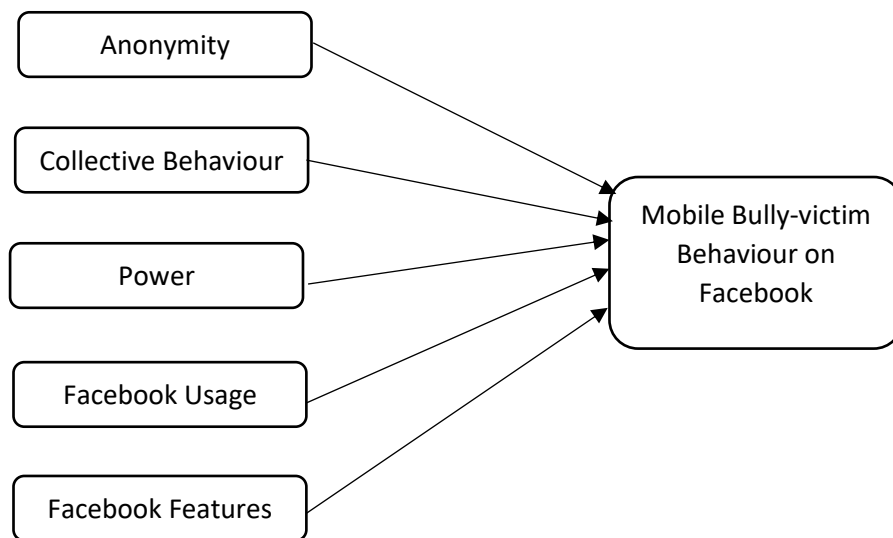 Anonymity
Collective Behaviour
Power
Facebook Usage
Facebook Features
Mobile Bully-victim
Behaviour on
Facebook